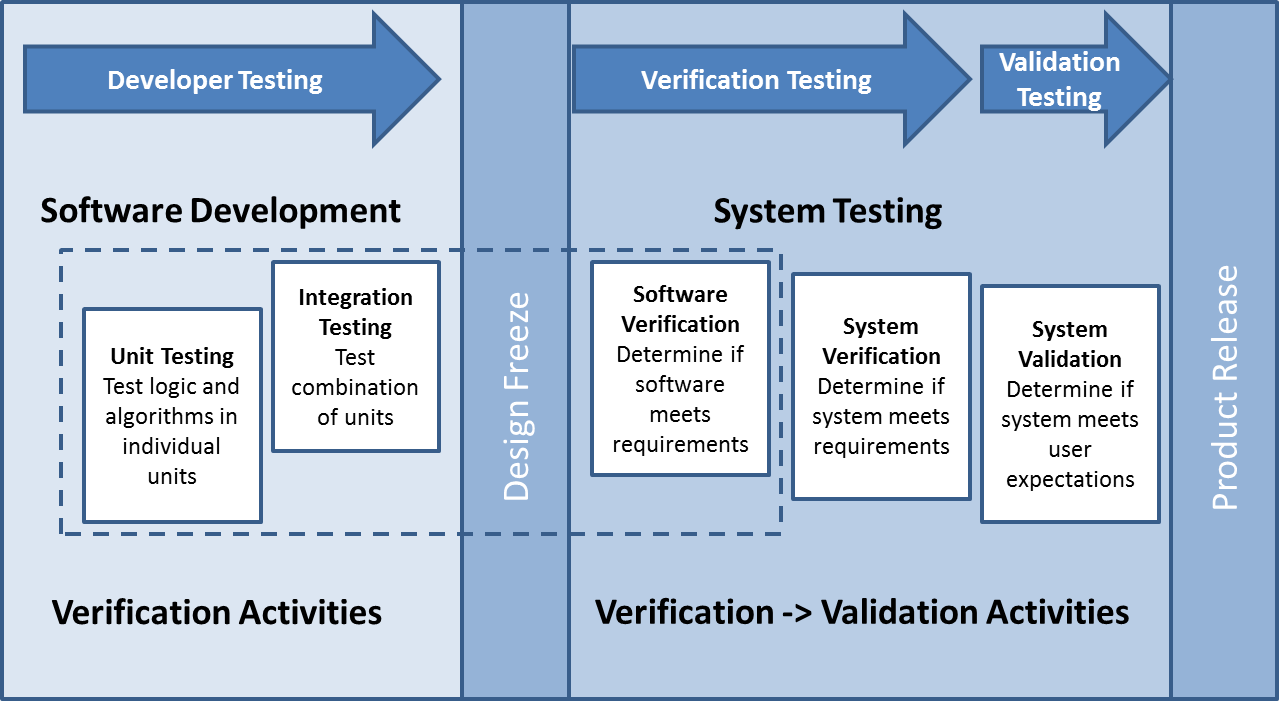 Developer Testing
Verification Testing
Validation
Testing
Software Development
System Testing
Unit Testing
Test logic and
algorithms in
individual
units
Integration
Testing
Test
combination
of units
Design Freeze
Software
Verification
Determine if
software
meets
requirements
System
Verification
Determine if
system meets
requirements
System
Validation
Determine if
system meets
user
expectations
Product Release
Verification Activities
Verification -> Validation Activities